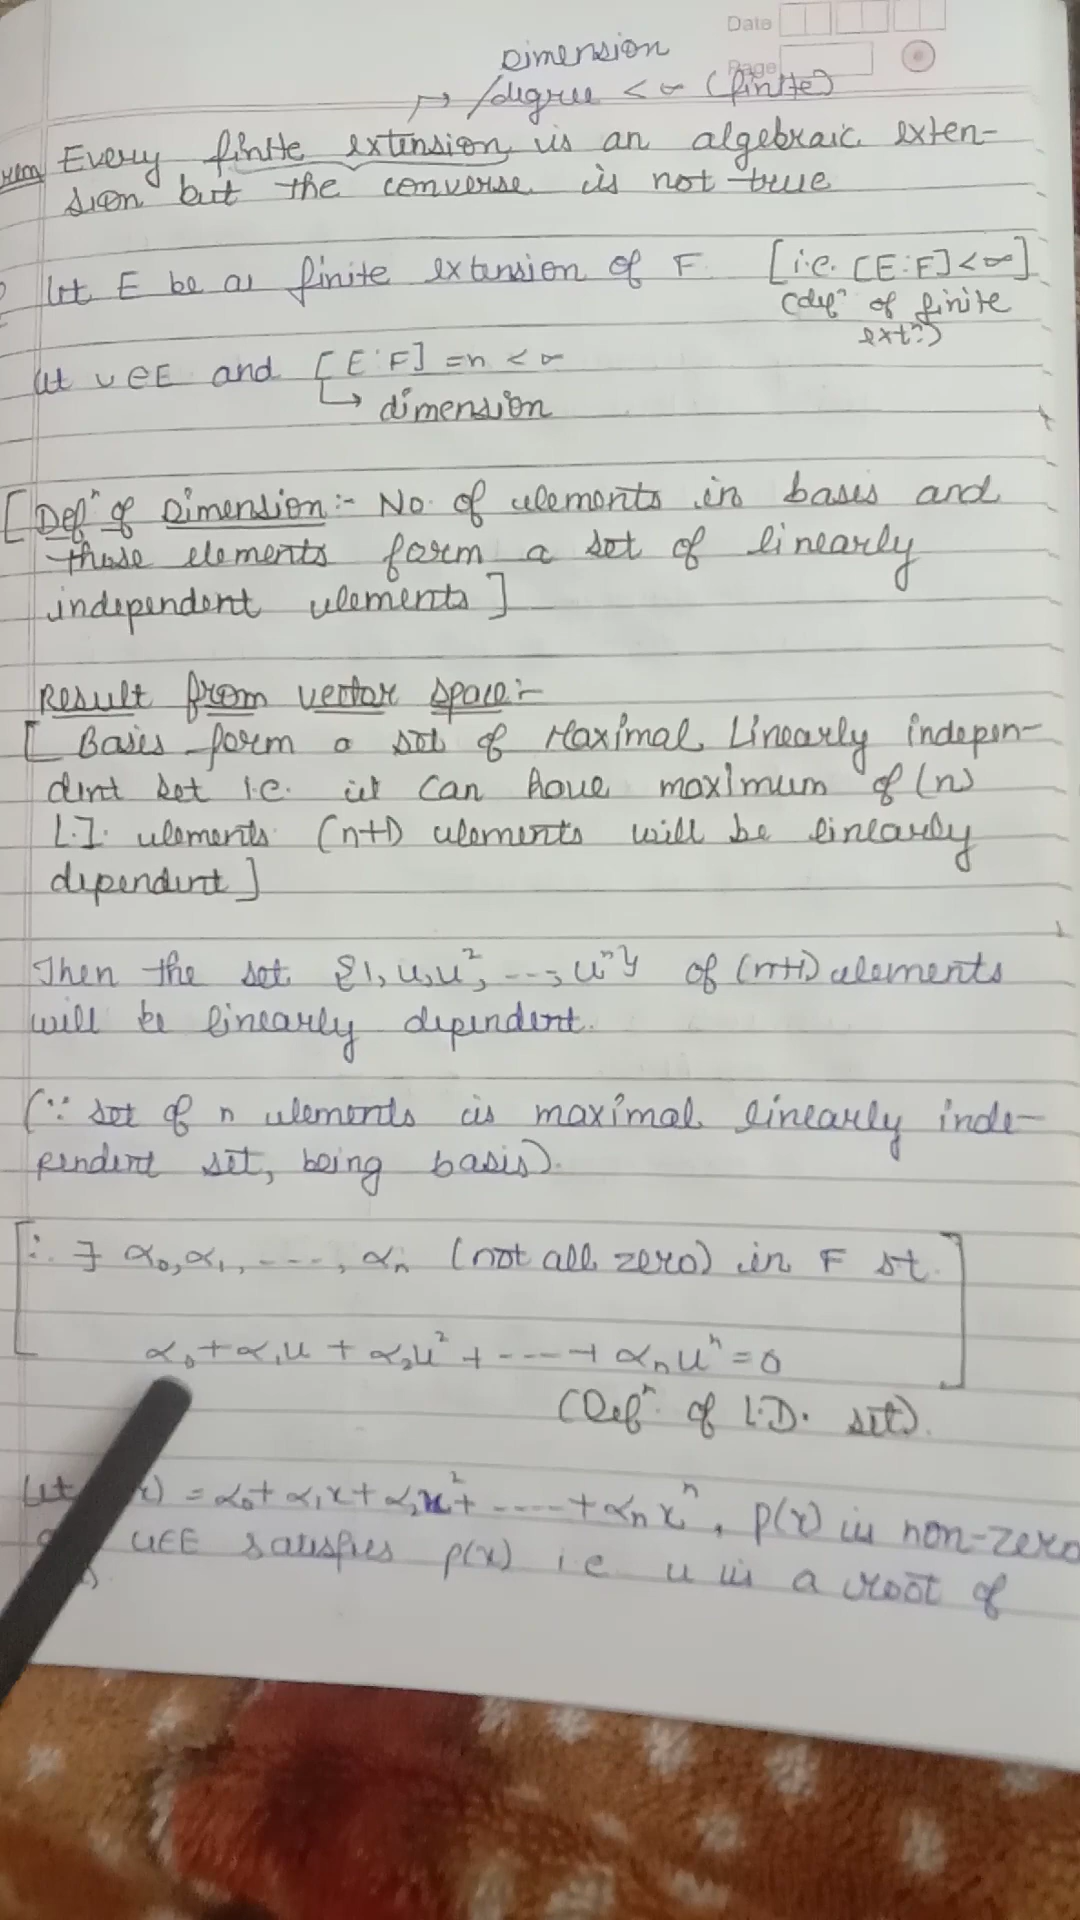 Date
Page
Dimension
↦ /degree < ∞ (finite)
Every finite extension is an algebraic exten-
sion but the converse is not true
Let E be a finite extension of F. [i.e. [E:F] < ∞]
(defⁿ of finite
extⁿ)
Let u ∈ E and [E:F] = n < ∞
↳ dimension
[Defⁿ of Dimension:- No. of elements in basis and
these elements form a set of linearly
independent elements]
Result from vector space:-
[Basis form a set of Maximal Linearly indepen-
dent set i.e. it can have maximum of (n)
L.I. elements (n+1) elements will be linearly
dependent]
Then the set {1, u, u², ---, uⁿ} of (n+1) elements
will be linearly dependent.
(∵ set of n elements is maximal linearly inde-
pendent set, being basis).
[∴ ∃ α₀, α₁, ----, αₙ (not all zero) in F st.
α₀ + α₁u + α₂u² + ---- + αₙuⁿ = 0]
(Defⁿ of L.D. set).
Let x) = α₀ + α₁x + α₂x² + ----- + αₙxⁿ, p(x) is non-zero
u∈E satisfies p(x) i.e. u is a root of